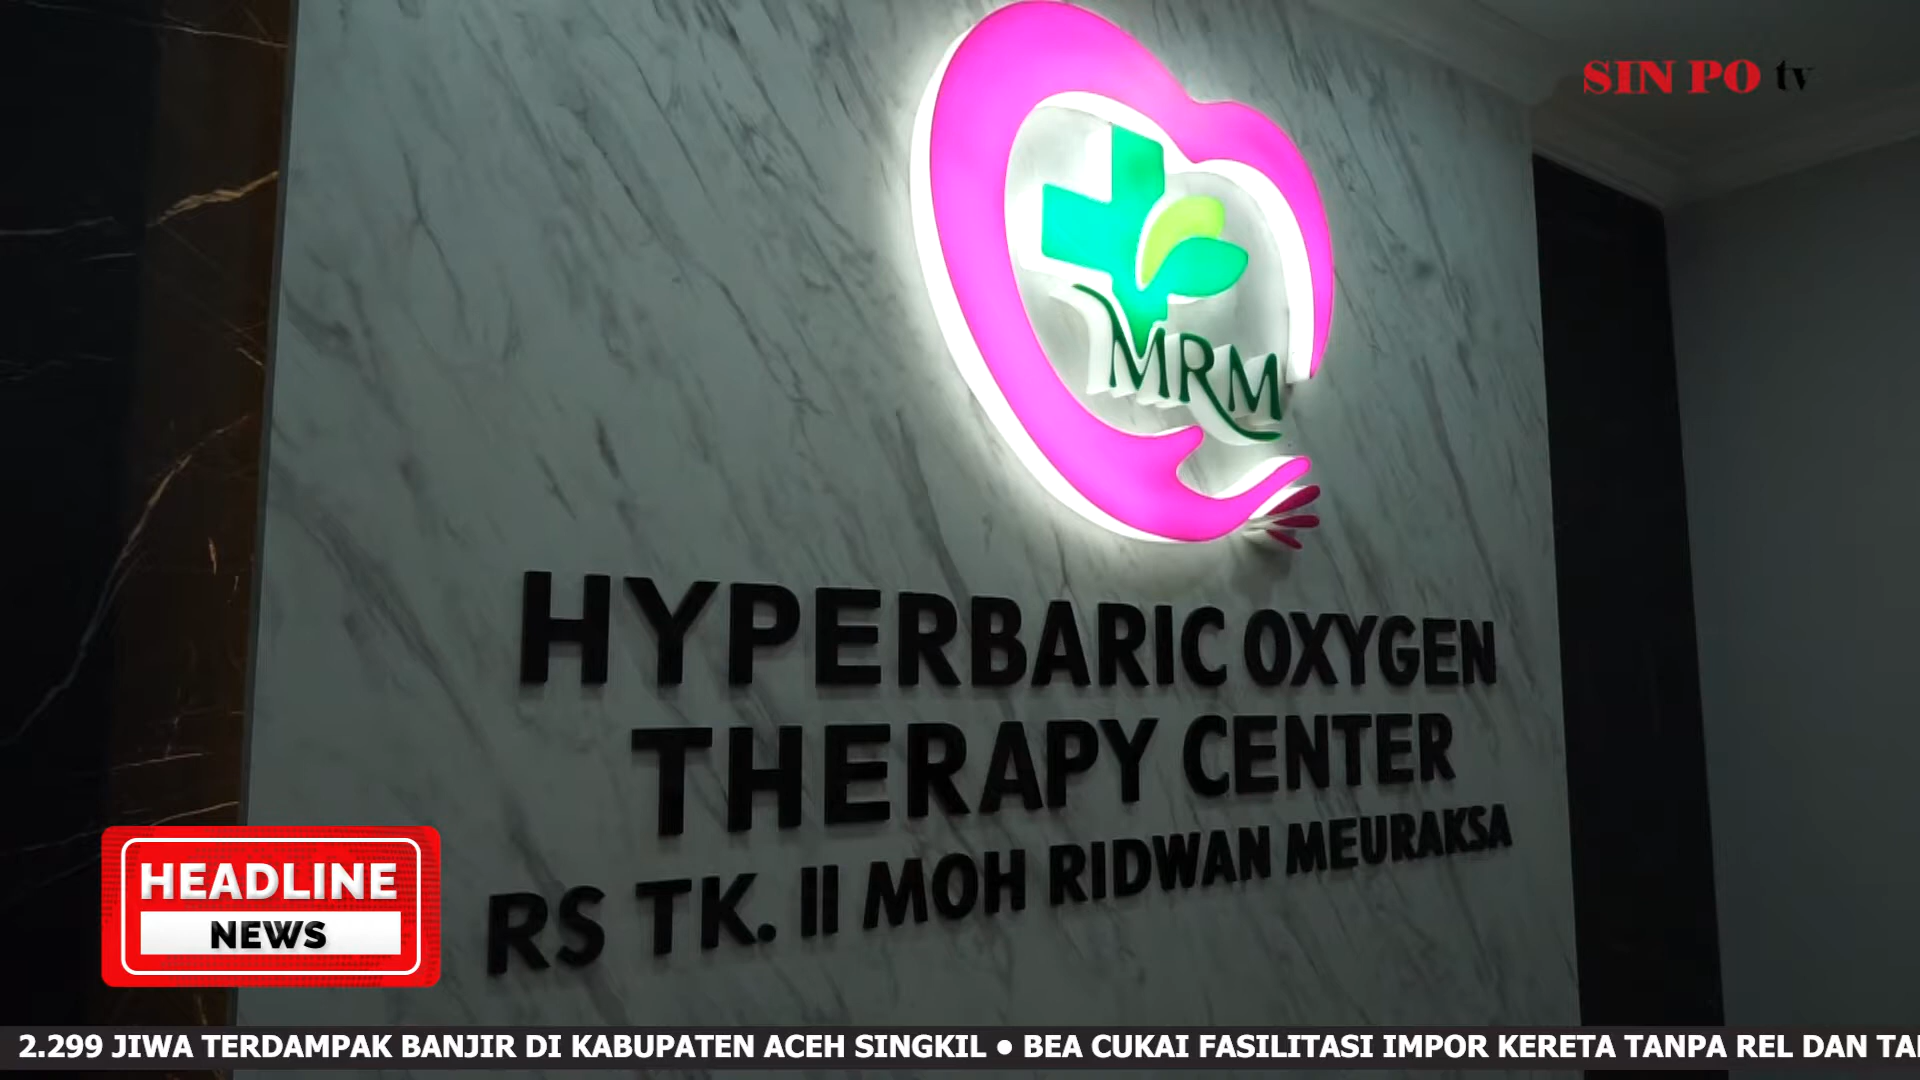 SIN PO tv
MRM
HYPERBARIC OXYGEN
THERAPY CENTER
RS TK. II MOH RIDWAN MEURAKSA
HEADLINE
NEWS
2.299 JIWA TERDAMPAK BANJIR DI KABUPATEN ACEH SINGKIL ● BEA CUKAI FASILITASI IMPOR KERETA TANPA REL DAN